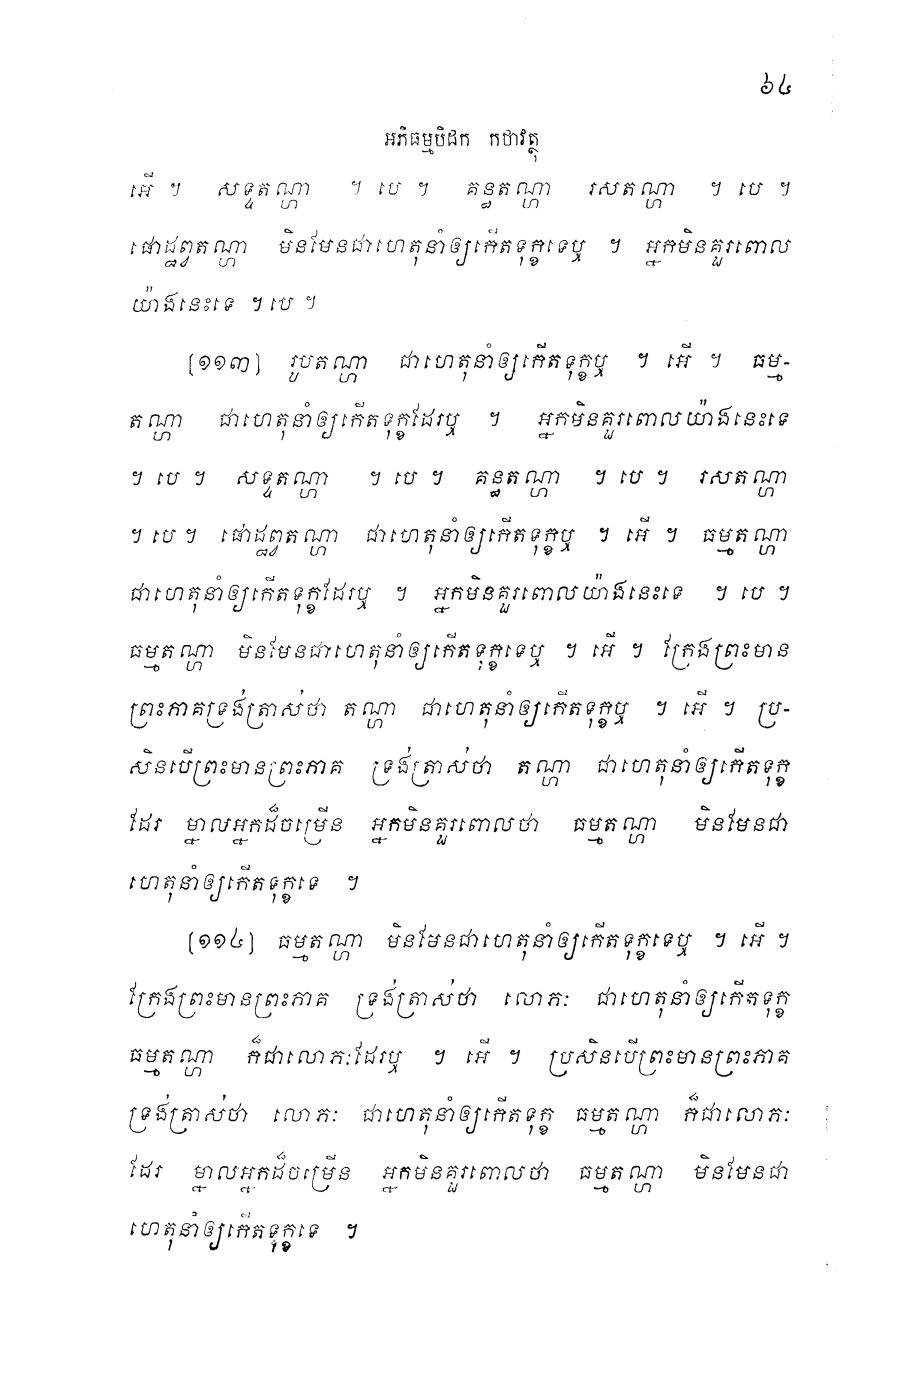 ៦៤
អភិធម្មបិដក កថាវត្ថុ
អើ ។ សទ្ទតណ្ហា ។ បេ ។ គន្ធតណ្ហា រសតណ្ហា ។ បេ ។
ផោដ្ឋព្វតណ្ហា មិនមែនជាហេតុនាំឲ្យកើតទុក្ខទេឬ ។ អ្នកមិនគួរពោល
យ៉ាងនេះទេ ។ បេ ។
[១១៣] រូបតណ្ហា ជាហេតុនាំឲ្យកើតទុក្ខឬ ។ អើ ។ ធម្ម-
តណ្ហា ជាហេតុនាំឲ្យកើតទុក្ខដែរឬ ។ អ្នកមិនគួរពោលយ៉ាងនេះទេ
។ បេ ។ សទ្ទតណ្ហា ។ បេ ។ គន្ធតណ្ហា ។ បេ ។ រសតណ្ហា
។ បេ ។ ផោដ្ឋព្វតណ្ហា ជាហេតុនាំឲ្យកើតទុក្ខឬ ។ អើ ។ ធម្មតណ្ហា
ជាហេតុនាំឲ្យកើតទុក្ខដែរឬ ។ អ្នកមិនគួរពោលយ៉ាងនេះទេ ។ បេ ។
ធម្មតណ្ហា មិនមែនជាហេតុនាំឲ្យកើតទុក្ខទេឬ ។ អើ ។ ក្រែងព្រះមាន
ព្រះភាគទ្រង់ត្រាស់ថា តណ្ហា ជាហេតុនាំឲ្យកើតទុក្ខឬ ។ អើ ។ ប្រ-
សិនបើព្រះមានព្រះភាគ ទ្រង់ត្រាស់ថា តណ្ហា ជាហេតុនាំឲ្យកើតទុក្ខ
ដែរ ម្នាលអ្នកដ៏ចម្រើន អ្នកមិនគួរពោលថា ធម្មតណ្ហា មិនមែនជា
ហេតុនាំឲ្យកើតទុក្ខទេ ។
[១១៤] ធម្មតណ្ហា មិនមែនជាហេតុនាំឲ្យកើតទុក្ខទេឬ ។ អើ ។
ក្រែងព្រះមានព្រះភាគ ទ្រង់ត្រាស់ថា លោភៈ ជាហេតុនាំឲ្យកើតទុក្ខ
ធម្មតណ្ហា ក៏ជាលោភៈដែរឬ ។ អើ ។ ប្រសិនបើព្រះមានព្រះភាគ
ទ្រង់ត្រាស់ថា លោភៈ ជាហេតុនាំឲ្យកើតទុក្ខ ធម្មតណ្ហា ក៏ជាលោភៈ
ដែរ ម្នាលអ្នកដ៏ចម្រើន អ្នកមិនគួរពោលថា ធម្មតណ្ហា មិនមែនជា
ហេតុនាំឲ្យកើតទុក្ខទេ ។